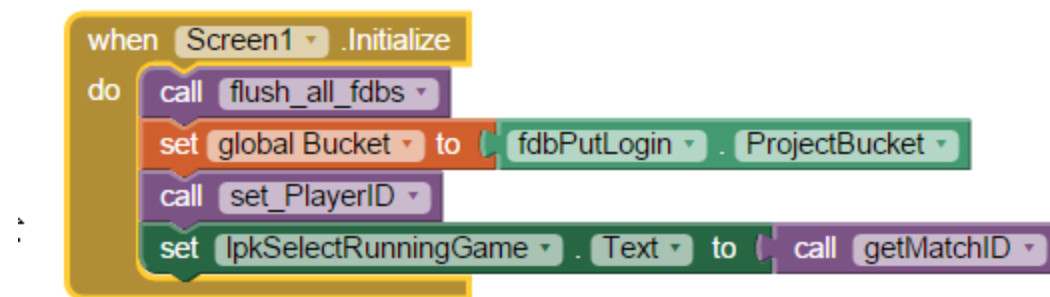 when Screen1 .Initialize
do call flush_all_fdbs
set global Bucket to fdbPutLogin . ProjectBucket
call set_PlayerID
set lpkSelectRunningGame . Text to call getMatchID